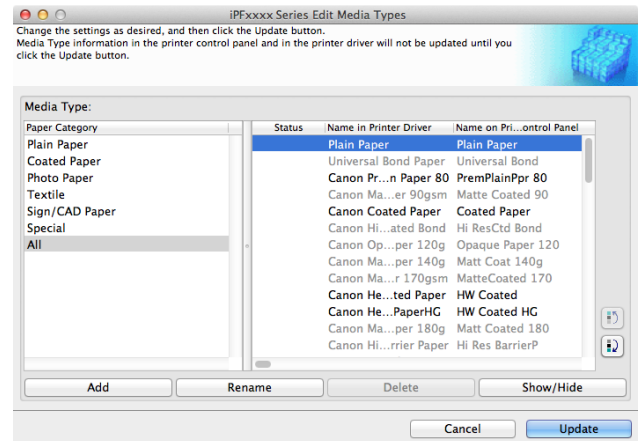 iPFxxxx Series Edit Media Types
Change the settings as desired, and then click the Update button.
Media Type information in the printer control panel and in the printer driver will not be updated until you
click the Update button.
Media Type:
Paper Category Status Name in Printer Driver Name on Pri...ontrol Panel
Plain Paper Plain Paper Plain Paper
Coated Paper Universal Bond Paper Universal Bond
Photo Paper Canon Pr...n Paper 80 PremPlainPpr 80
Textile Canon Ma...er 90gsm Matte Coated 90
Sign/CAD Paper Canon Coated Paper Coated Paper
Special Canon Hi...ated Bond Hi ResCtd Bond
All Canon Op...per 120g Opaque Paper 120
Canon Ma...per 140g Matt Coat 140g
Canon Ma...r 170gsm MatteCoated 170
Canon He...ted Paper HW Coated
Canon He...PaperHG HW Coated HG
Canon Ma...per 180g Matt Coated 180
Canon Hi...rrier Paper Hi Res BarrierP
Add Rename Delete Show/Hide
Cancel Update